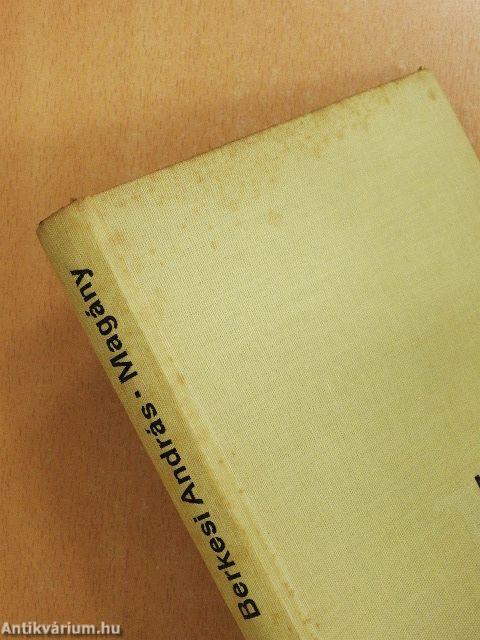 Berkesi András • Magány
Antikvárium.hu